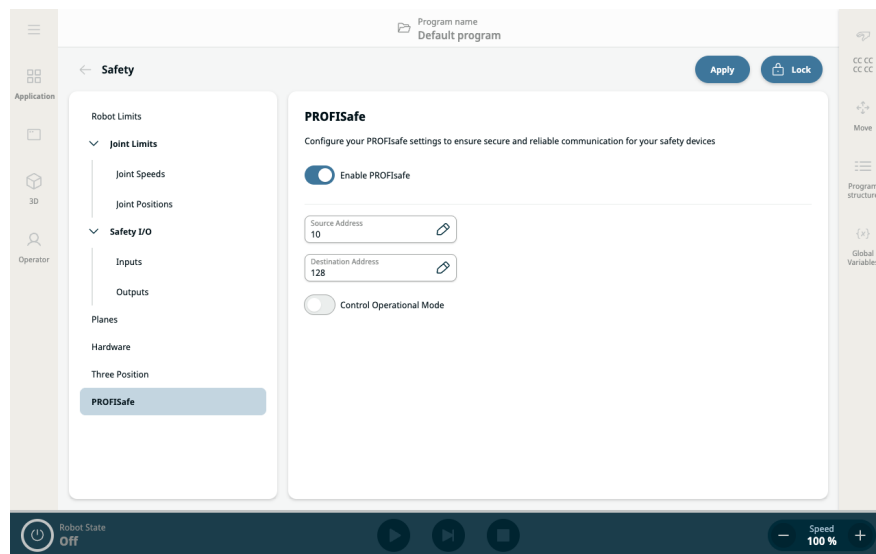 Program name
Default program
Safety
Apply
Lock
Application
3D
Operator
Robot Limits
Joint Limits
Joint Speeds
Joint Positions
Safety I/O
Inputs
Outputs
Planes
Hardware
Three Position
PROFISafe
PROFISafe
Configure your PROFIsafe settings to ensure secure and reliable communication for your safety devices
Enable PROFIsafe
Source Address
10
Destination Address
128
Control Operational Mode
CC CC
CC CC
Move
Program
structure
{x}
Global
Variables
Robot State
Off
Speed
100 %